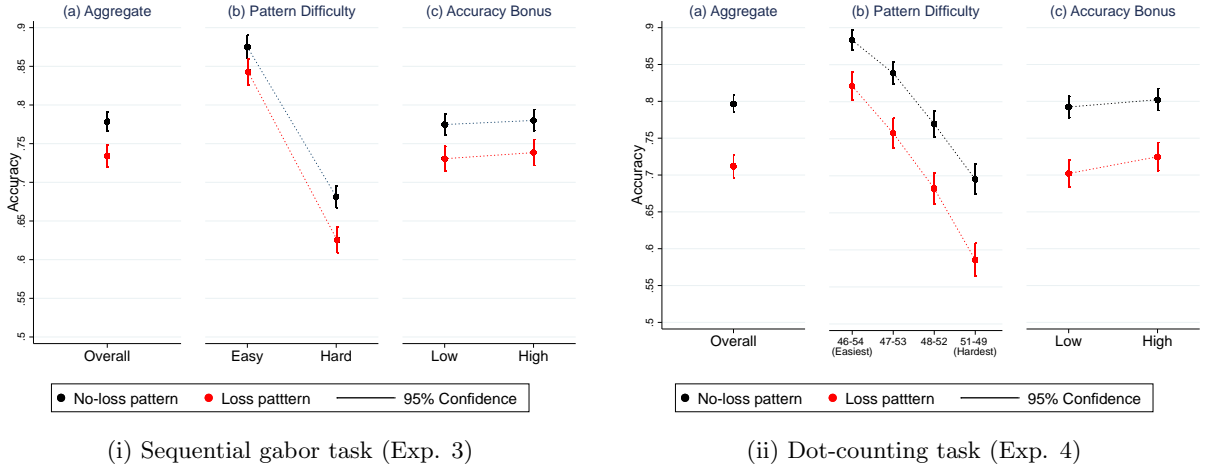 (a) Aggregate
(b) Pattern Difficulty
(c) Accuracy Bonus
Accuracy
.9
.85
.8
.75
.7
.65
.6
.55
.5
Overall
Easy Hard
Low High
No-loss pattern Loss patttern 95% Confidence
(i) Sequential gabor task (Exp. 3)
(a) Aggregate
(b) Pattern Difficulty
(c) Accuracy Bonus
Accuracy
.9
.85
.8
.75
.7
.65
.6
.55
.5
Overall
46-54 47-53 48-52 51-49
(Easiest) (Hardest)
Low High
No-loss pattern Loss patttern 95% Confidence
(ii) Dot-counting task (Exp. 4)